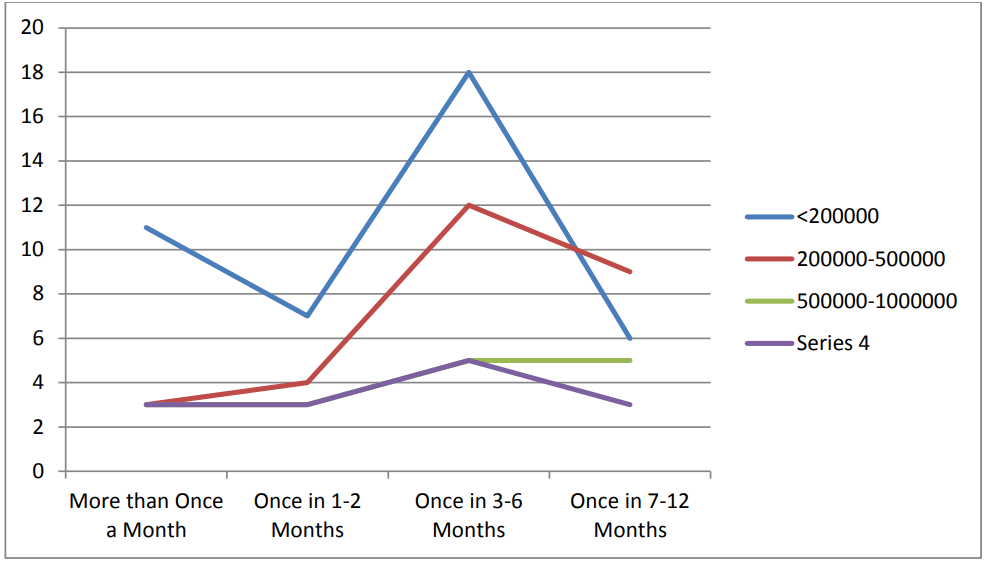 20
18
16
14
12
10
8
6
4
2
0
More than Once
a Month
Once in 1-2
Months
Once in 3-6
Months
Once in 7-12
Months
<200000
200000-500000
500000-1000000
Series 4